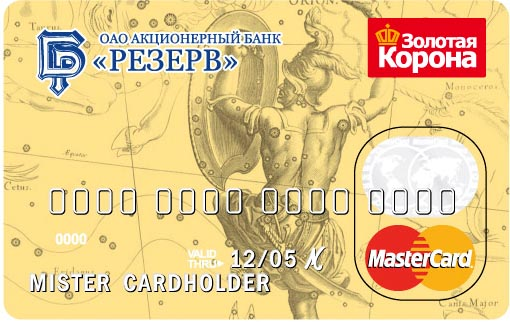 ОАО АКЦИОНЕРНЫЙ БАНК
«РЕЗЕРВ»
Золотая
Корона
Monoceros
Canis Major
0000 0000 0000 0000
0000
VALID
THRU
12/05
MISTER CARDHOLDER
MasterCard